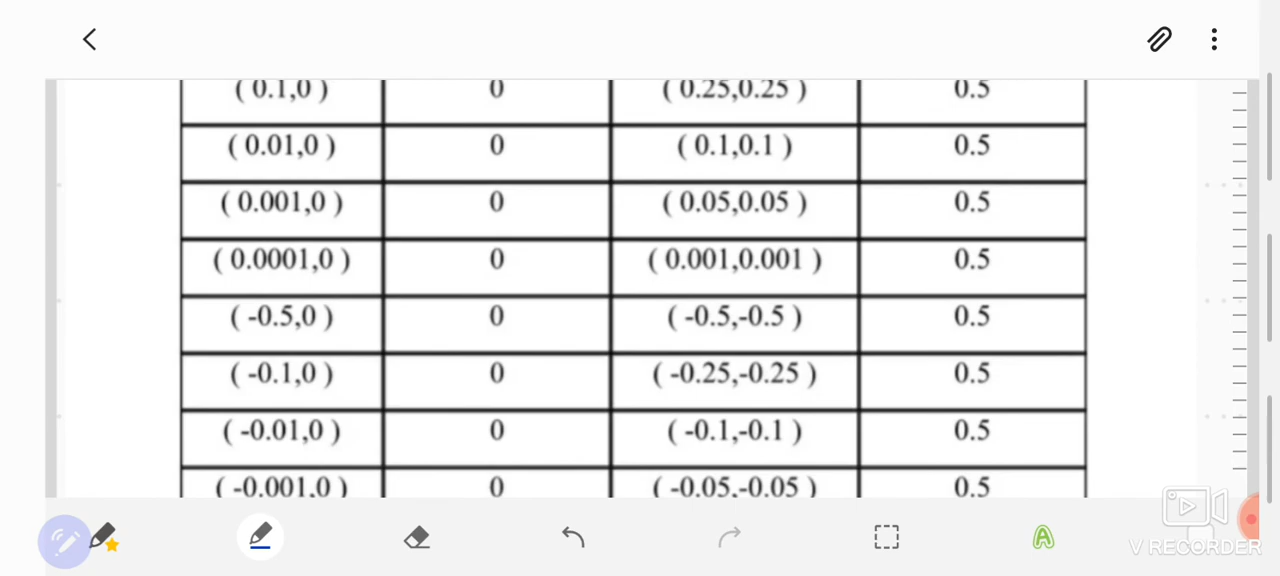 ( 0.1,0 ) 0 ( 0.25,0.25 ) 0.5
( 0.01,0 ) 0 ( 0.1,0.1 ) 0.5
( 0.001,0 ) 0 ( 0.05,0.05 ) 0.5
( 0.0001,0 ) 0 ( 0.001,0.001 ) 0.5
( -0.5,0 ) 0 ( -0.5,-0.5 ) 0.5
( -0.1,0 ) 0 ( -0.25,-0.25 ) 0.5
( -0.01,0 ) 0 ( -0.1,-0.1 ) 0.5
( -0.001,0 ) 0 ( -0.05,-0.05 ) 0.5
A
V RECORDER